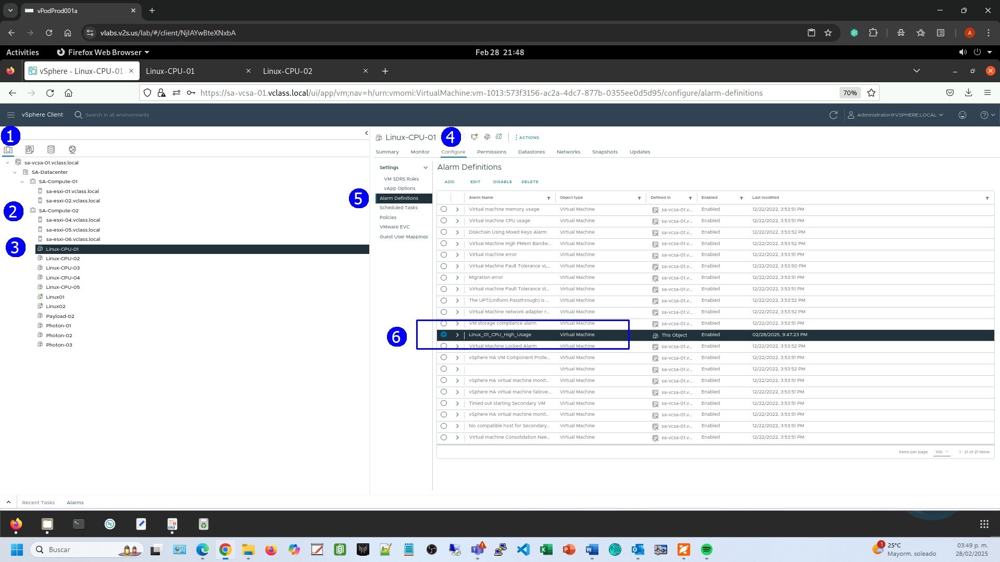 vPodProd001a
vlabs.v2s.us/lab/#/client/NjIAYwBteXNxbA
A
Activities
Firefox Web Browser
Feb 28 21:48
vSphere - Linux-CPU-01
Linux-CPU-01
Linux-CPU-02
https://sa-vcsa-01.vclass.local/ui/app/vm;nav=h/urn:vmomi:VirtualMachine:vm-1013:573f3156-ac2a-4dc7-877b-0355ee0d5d95/configure/alarm-definitions
70%
vSphere Client
Search in all environments
Administrator@VSPHERE.LOCAL
1
2
3
sa-vcsa-01.vclass.local
SA-Datacenter
SA-Compute-01
sa-esxi-01.vclass.local
sa-esxi-02.vclass.local
SA-Compute-02
sa-esxi-04.vclass.local
sa-esxi-05.vclass.local
sa-esxi-06.vclass.local
Linux-CPU-01
Linux-CPU-02
Linux-CPU-03
Linux-CPU-04
Linux-CPU-05
Linux01
Linux02
Payload-02
Photon-01
Photon-02
Photon-03
Linux-CPU-01
4
ACTIONS
Summary Monitor Configure Permissions Datastores Networks Snapshots Updates
Settings
VM SDRS Rules
vApp Options
5
Alarm Definitions
Scheduled Tasks
Policies
VMware EVC
Guest User Mappings
Alarm Definitions
ADD EDIT DISABLE DELETE
Alarm Name Object type Defined In Enabled Last modified
Virtual machine memory usage Virtual Machine sa-vcsa-01.v... Enabled 12/22/2022, 3:53:51 PM
Virtual machine CPU usage Virtual Machine sa-vcsa-01.v... Enabled 12/22/2022, 3:53:51 PM
Diskchain Using Mixed Keys Alarm Virtual Machine sa-vcsa-01.v... Enabled 12/22/2022, 3:53:52 PM
Virtual Machine High PMem Bandw... Virtual Machine sa-vcsa-01.v... Enabled 12/22/2022, 3:53:51 PM
Virtual machine error Virtual Machine sa-vcsa-01.v... Enabled 12/22/2022, 3:53:51 PM
Virtual Machine Fault Tolerance vL... Virtual Machine sa-vcsa-01.v... Enabled 12/22/2022, 3:53:50 PM
Migration error Virtual Machine sa-vcsa-01.v... Enabled 12/22/2022, 3:53:51 PM
Virtual machine Fault Tolerance st... Virtual Machine sa-vcsa-01.v... Enabled 12/22/2022, 3:53:52 PM
The UPT(Uniform Passthrough) is ... Virtual Machine sa-vcsa-01.v... Enabled 12/22/2022, 3:53:52 PM
Virtual Machine network adapter r... Virtual Machine sa-vcsa-01.v... Enabled 12/22/2022, 3:53:52 PM
VM storage compliance alarm Virtual Machine sa-vcsa-01.v... Enabled 12/22/2022, 3:53:51 PM
6
Linux_01_CPU_High_Usage Virtual Machine This Object Enabled 02/28/2025, 9:47:23 PM
Virtual Machine Locked Alarm Virtual Machine sa-vcsa-01.v... Enabled 12/22/2022, 3:53:52 PM
vSphere HA VM Component Prote... Virtual Machine sa-vcsa-01.v... Enabled 12/22/2022, 3:53:51 PM
Virtual Machine sa-vcsa-01.v... Enabled 12/22/2022, 3:53:52 PM
vSphere HA virtual machine monit... Virtual Machine sa-vcsa-01.v... Enabled 12/22/2022, 3:53:51 PM
vSphere HA virtual machine failove... Virtual Machine sa-vcsa-01.v... Enabled 12/22/2022, 3:53:51 PM
Timed out starting Secondary VM Virtual Machine sa-vcsa-01.v... Enabled 12/22/2022, 3:53:51 PM
vSphere HA virtual machine monit... Virtual Machine sa-vcsa-01.v... Enabled 12/22/2022, 3:53:51 PM
No compatible host for Secondary... Virtual Machine sa-vcsa-01.v... Enabled 12/22/2022, 3:53:51 PM
Virtual machine Consolidation Nee... Virtual Machine sa-vcsa-01.v... Enabled 12/22/2022, 3:53:51 PM
Items per page 100 1 - 21 of 21 items
Recent Tasks Alarms
Buscar
1
25°C
Mayorm. soleado
03:49 p. m.
28/02/2025